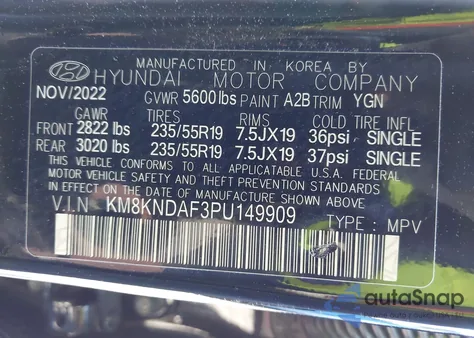 MANUFACTURED IN KOREA BY
HYUNDAI MOTOR COMPANY
NOV/2022 GVWR 5600 lbs PAINT A2B TRIM YGN
GAWR TIRES RIMS COLD TIRE INFL
FRONT 2822 lbs 235/55R19 7.5JX19 36psi SINGLE
REAR 3020 lbs 235/55R19 7.5JX19 37psi SINGLE
THIS VEHICLE CONFORMS TO ALL APPLICABLE U.S.A. FEDERAL
MOTOR VEHICLE SAFETY AND THEFT PREVENTION STANDARDS
IN EFFECT ON THE DATE OF MANUFACTURE SHOWN ABOVE.
V.I.N KM8KNDAF3PU149909
TYPE : MPV
autoSnap